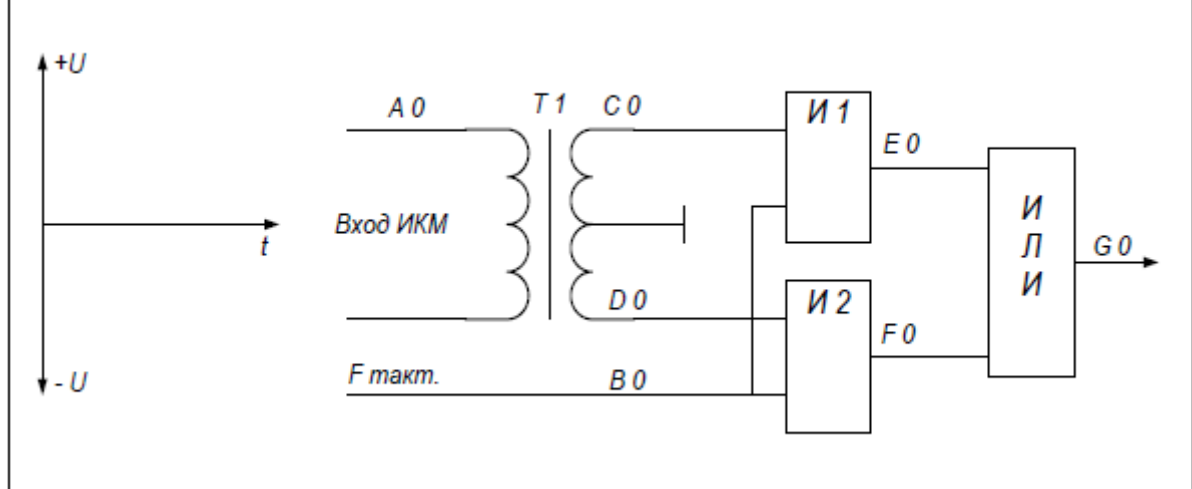 +U
t
- U
A 0
T 1
C 0
Вход ИКМ
D 0
F такт.
B 0
И 1
И 2
E 0
F 0
И
Л
И
G 0